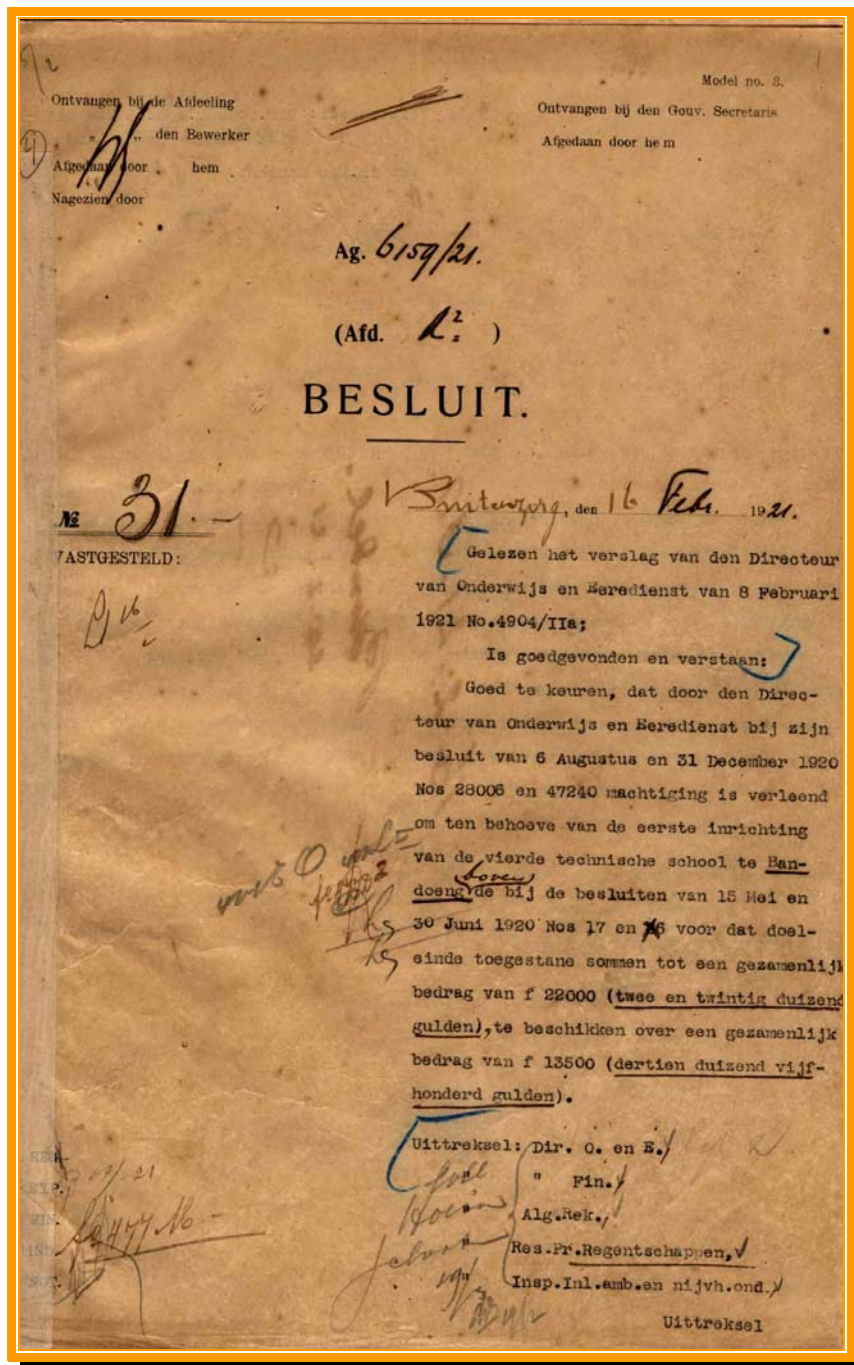 Model no. 3.
Ontvangen bij de Afdeeling
" „ den Bewerker
Afgedaan door „ hem
Nagezien door
Ontvangen bij den Gouv. Secretaris
Afgedaan door hem
Ag. 6159/21.
(Afd. )
BESLUIT.
No 31.-
VASTGESTELD:
Buitenzorg, den 16 Febr. 1921.
Gelezen het verslag van den Directeur
van Onderwijs en Eeredienst van 8 Februari
1921 No.4904/IIa;
Is goedgevonden en verstaan:
Goed te keuren, dat door den Direc-
teur van Onderwijs en Eeredienst bij zijn
besluit van 6 Augustus en 31 December 1920
Nos 28006 en 47240 machtiging is verleend
om ten behoeve van de eerste inrichting
van de vierde technische school te Ban-
doeng boven de bij de besluiten van 15 Mei en
30 Juni 1920 Nos 17 en 6 voor dat doel-
einde toegestane sommen tot een gezamenlijk
bedrag van f 22000 (twee en twintig duizend
gulden), te beschikken over een gezamenlijk
bedrag van f 13500 (dertien duizend vijf-
honderd gulden).
Uittreksel: Dir. O. en E.
" Fin.
Alg.Rek.,
Res.Pr.Regentschappen,
Insp.Inl.amb.en nijvh.ond.
Uittreksel